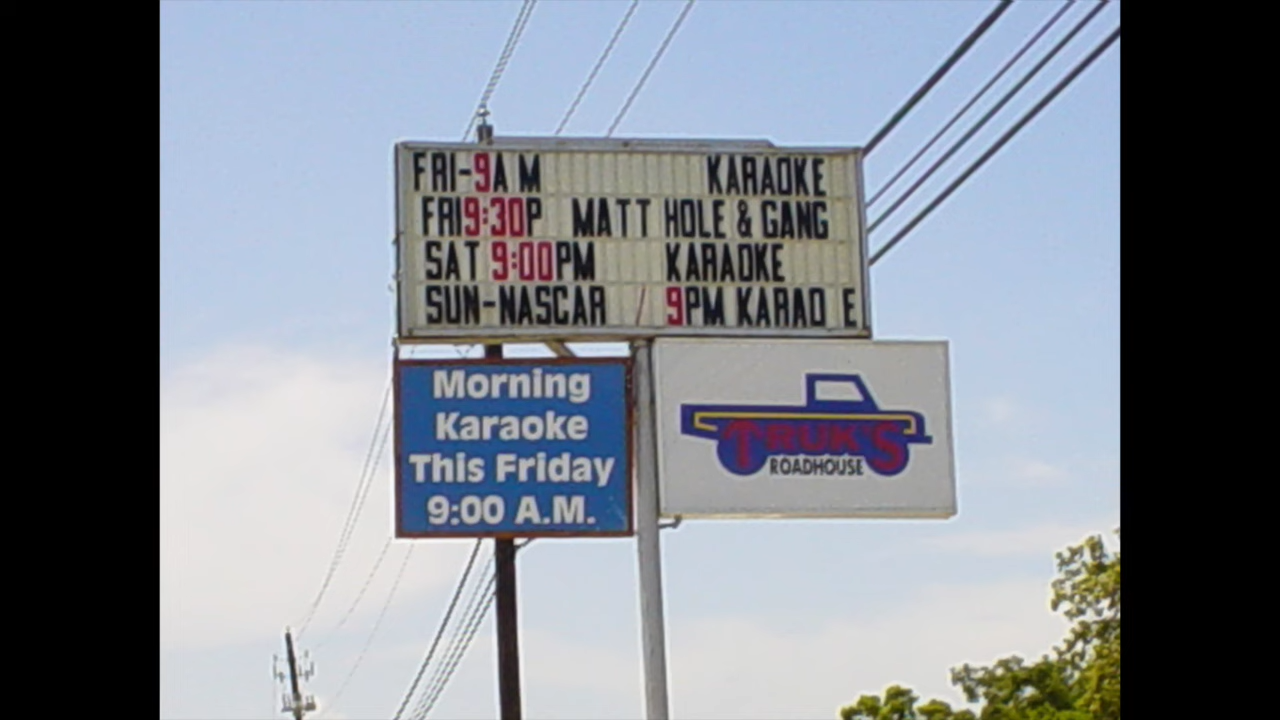 FRI-9AM KARAOKE
FRI9:30P MATT HOLE & GANG
SAT 9:00PM KARAOKE
SUN-NASCAR 9PM KARAO E
Morning
Karaoke
This Friday
9:00 A.M.
TRUK'S
ROADHOUSE